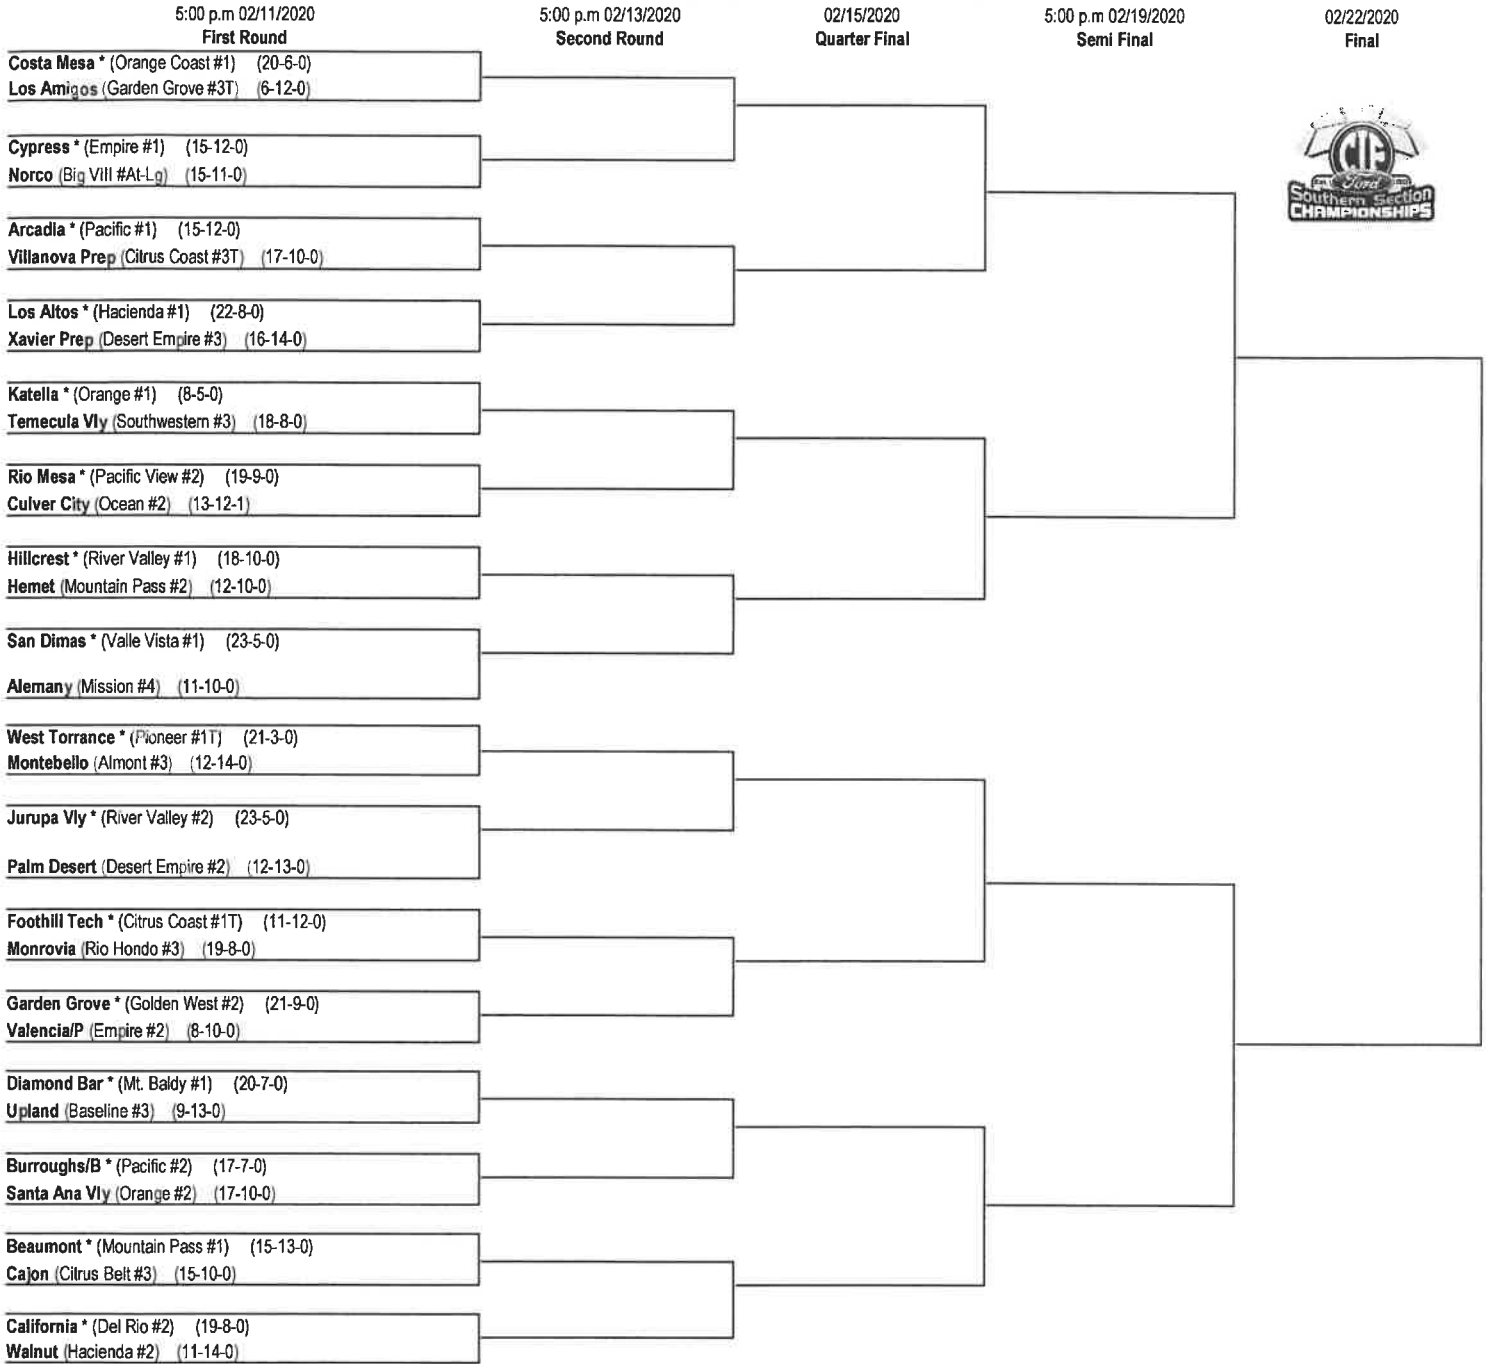 5:00 p.m 02/11/2020
First Round
5:00 p.m 02/13/2020
Second Round
02/15/2020
Quarter Final
5:00 p.m 02/19/2020
Semi Final
02/22/2020
Final
Costa Mesa * (Orange Coast #1) (20-6-0)
Los Amigos (Garden Grove #3T) (6-12-0)
Cypress * (Empire #1) (15-12-0)
Norco (Big VIII #At-Lg) (15-11-0)
Arcadia * (Pacific #1) (15-12-0)
Villanova Prep (Citrus Coast #3T) (17-10-0)
Los Altos * (Hacienda #1) (22-8-0)
Xavier Prep (Desert Empire #3) (16-14-0)
Katella * (Orange #1) (8-5-0)
Temecula Vly (Southwestern #3) (18-8-0)
Rio Mesa * (Pacific View #2) (19-9-0)
Culver City (Ocean #2) (13-12-1)
Hillcrest * (River Valley #1) (18-10-0)
Hemet (Mountain Pass #2) (12-10-0)
San Dimas * (Valle Vista #1) (23-5-0)
Alemany (Mission #4) (11-10-0)
West Torrance * (Pioneer #1T) (21-3-0)
Montebello (Almont #3) (12-14-0)
Jurupa Vly * (River Valley #2) (23-5-0)
Palm Desert (Desert Empire #2) (12-13-0)
Foothill Tech * (Citrus Coast #1T) (11-12-0)
Monrovia (Rio Hondo #3) (19-8-0)
Garden Grove * (Golden West #2) (21-9-0)
Valencia/P (Empire #2) (8-10-0)
Diamond Bar * (Mt. Baldy #1) (20-7-0)
Upland (Baseline #3) (9-13-0)
Burroughs/B * (Pacific #2) (17-7-0)
Santa Ana Vly (Orange #2) (17-10-0)
Beaumont * (Mountain Pass #1) (15-13-0)
Cajon (Citrus Belt #3) (15-10-0)
California * (Del Rio #2) (19-8-0)
Walnut (Hacienda #2) (11-14-0)
CIF
Ford
Southern Section
CHAMPIONSHIPS